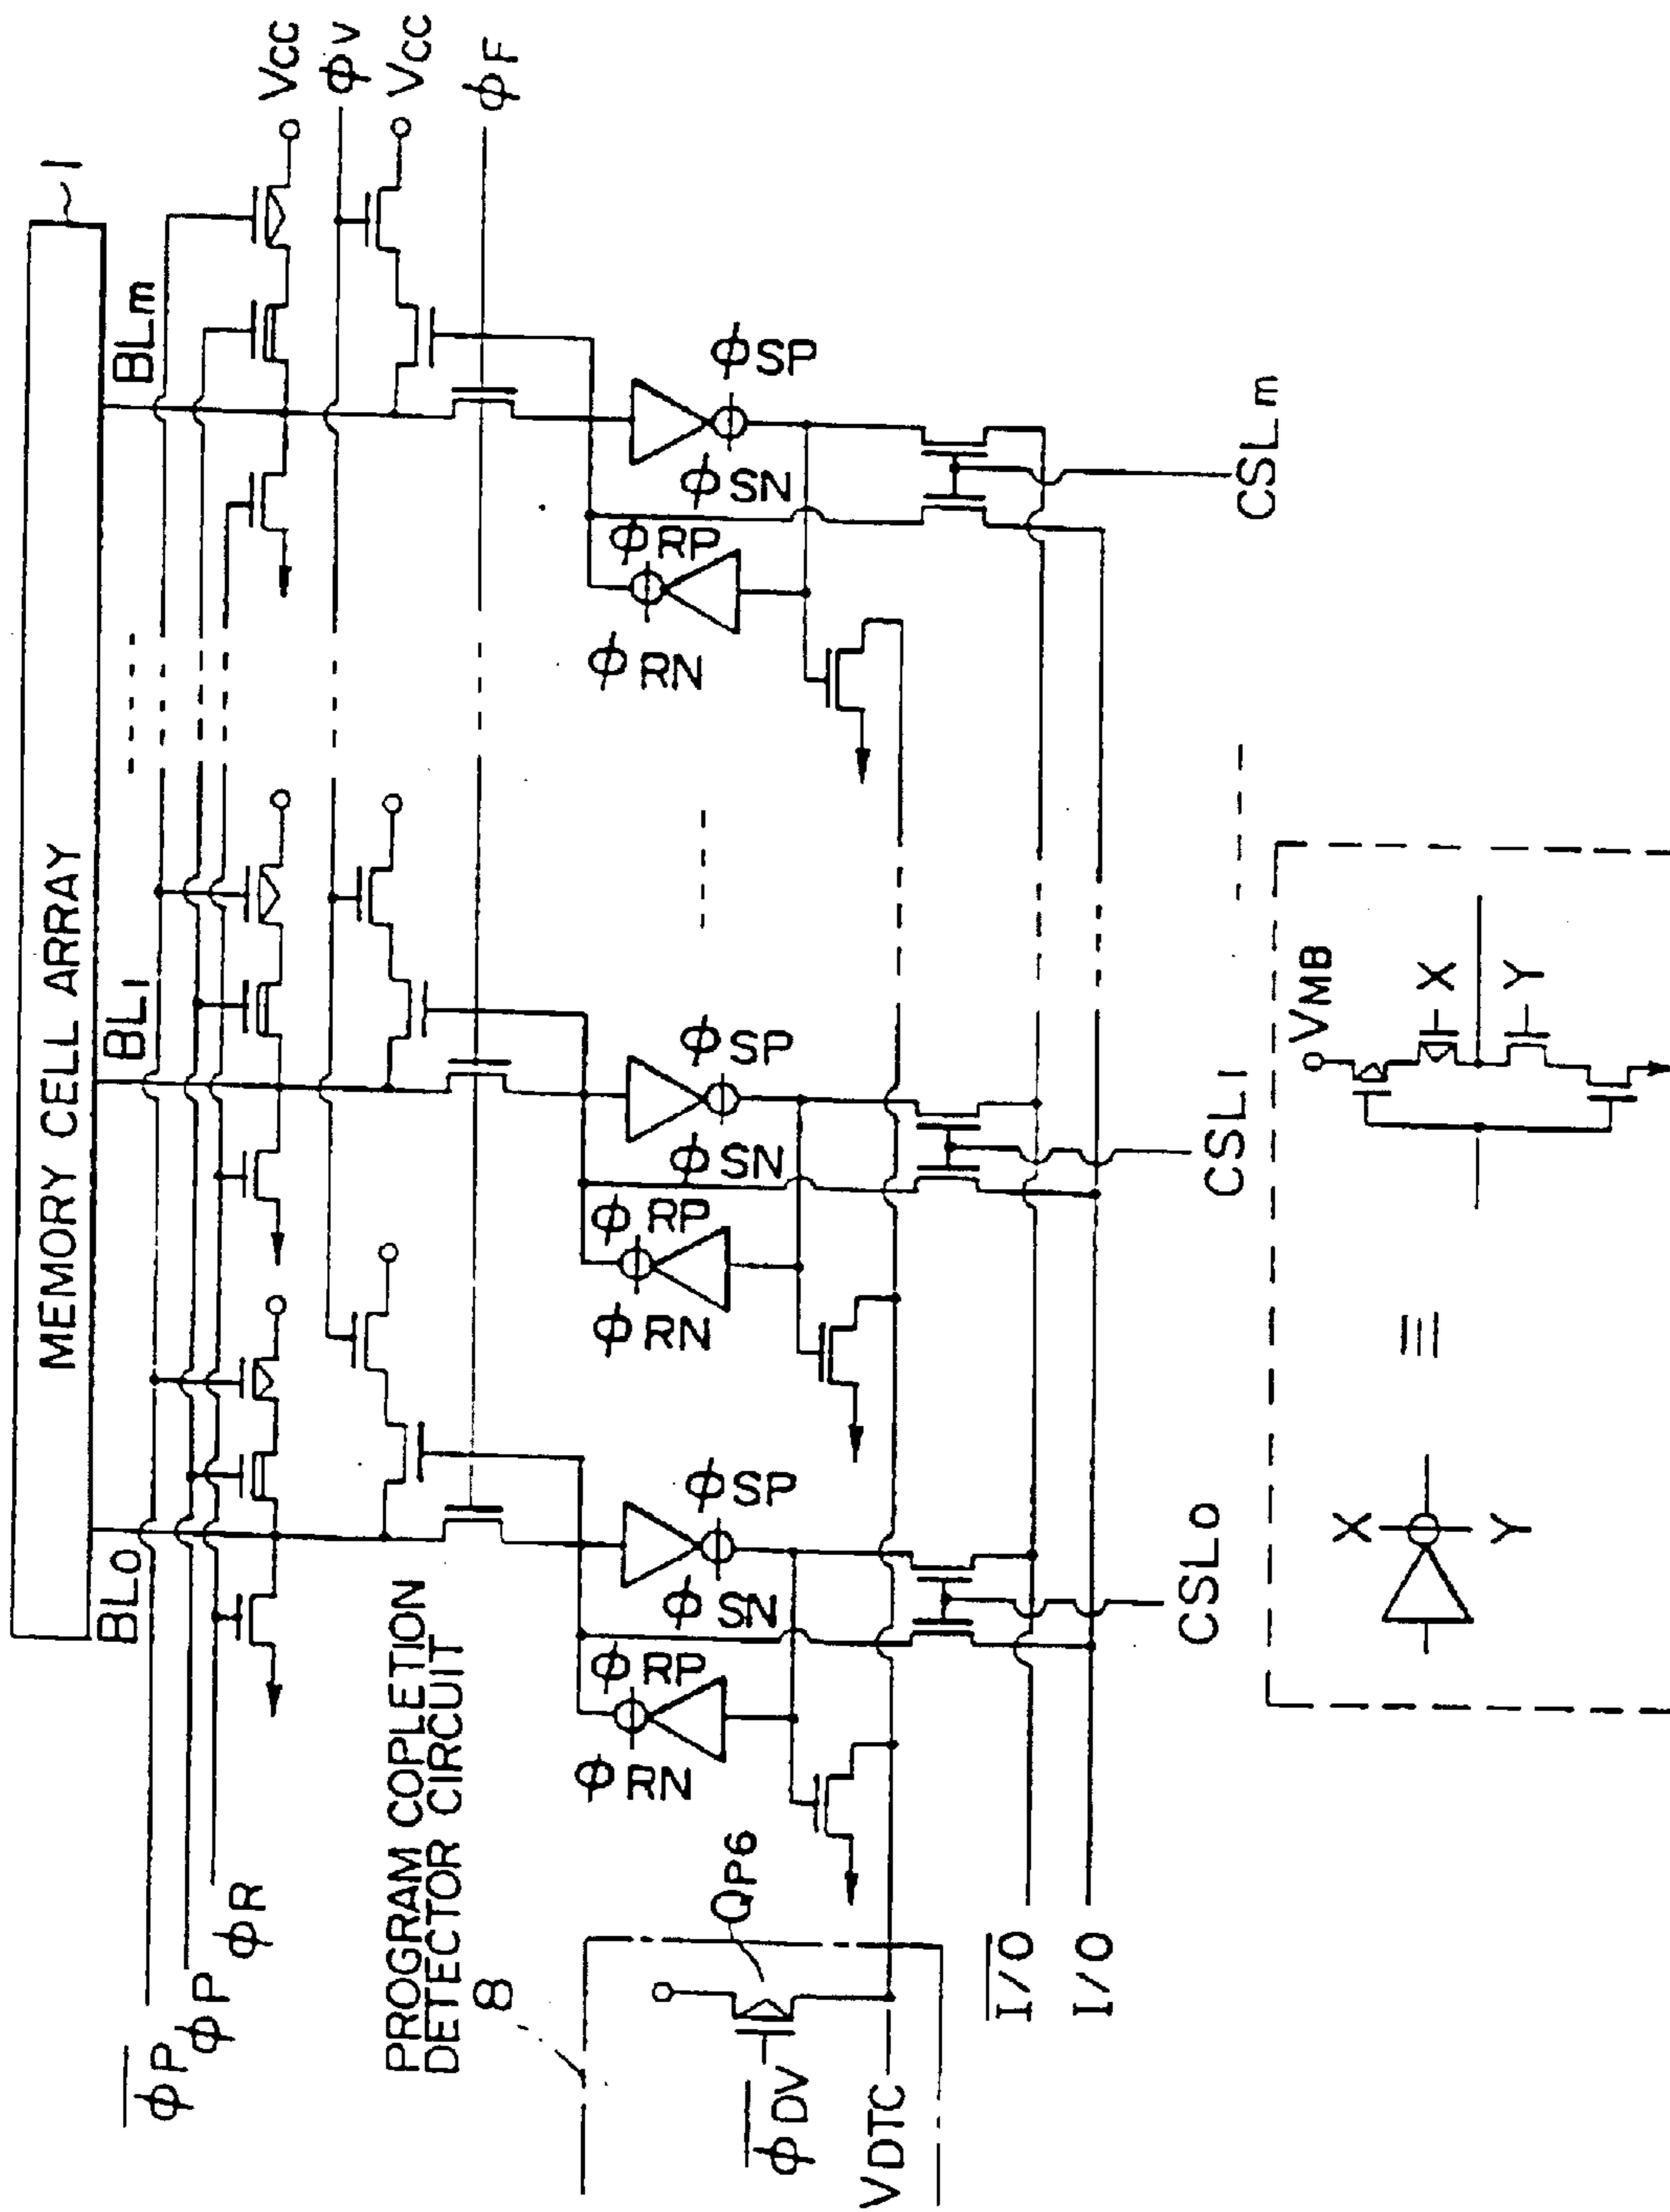 MEMORY CELL ARRAY
1
BL0
BL1
BLm
VCC
φV
VCC
φF
φP
φP
φR
PROGRAM COPLETION
DETECTOR CIRCUIT
8
QP6
φDV
VDTC
φSP
φSN
φRP
φRN
φSP
φSN
φRP
φRN
φSP
φSN
φRP
φRN
I/O
I/O
CSL0
CSL1
CSLm
X
Y
≡
VMB
X
Y